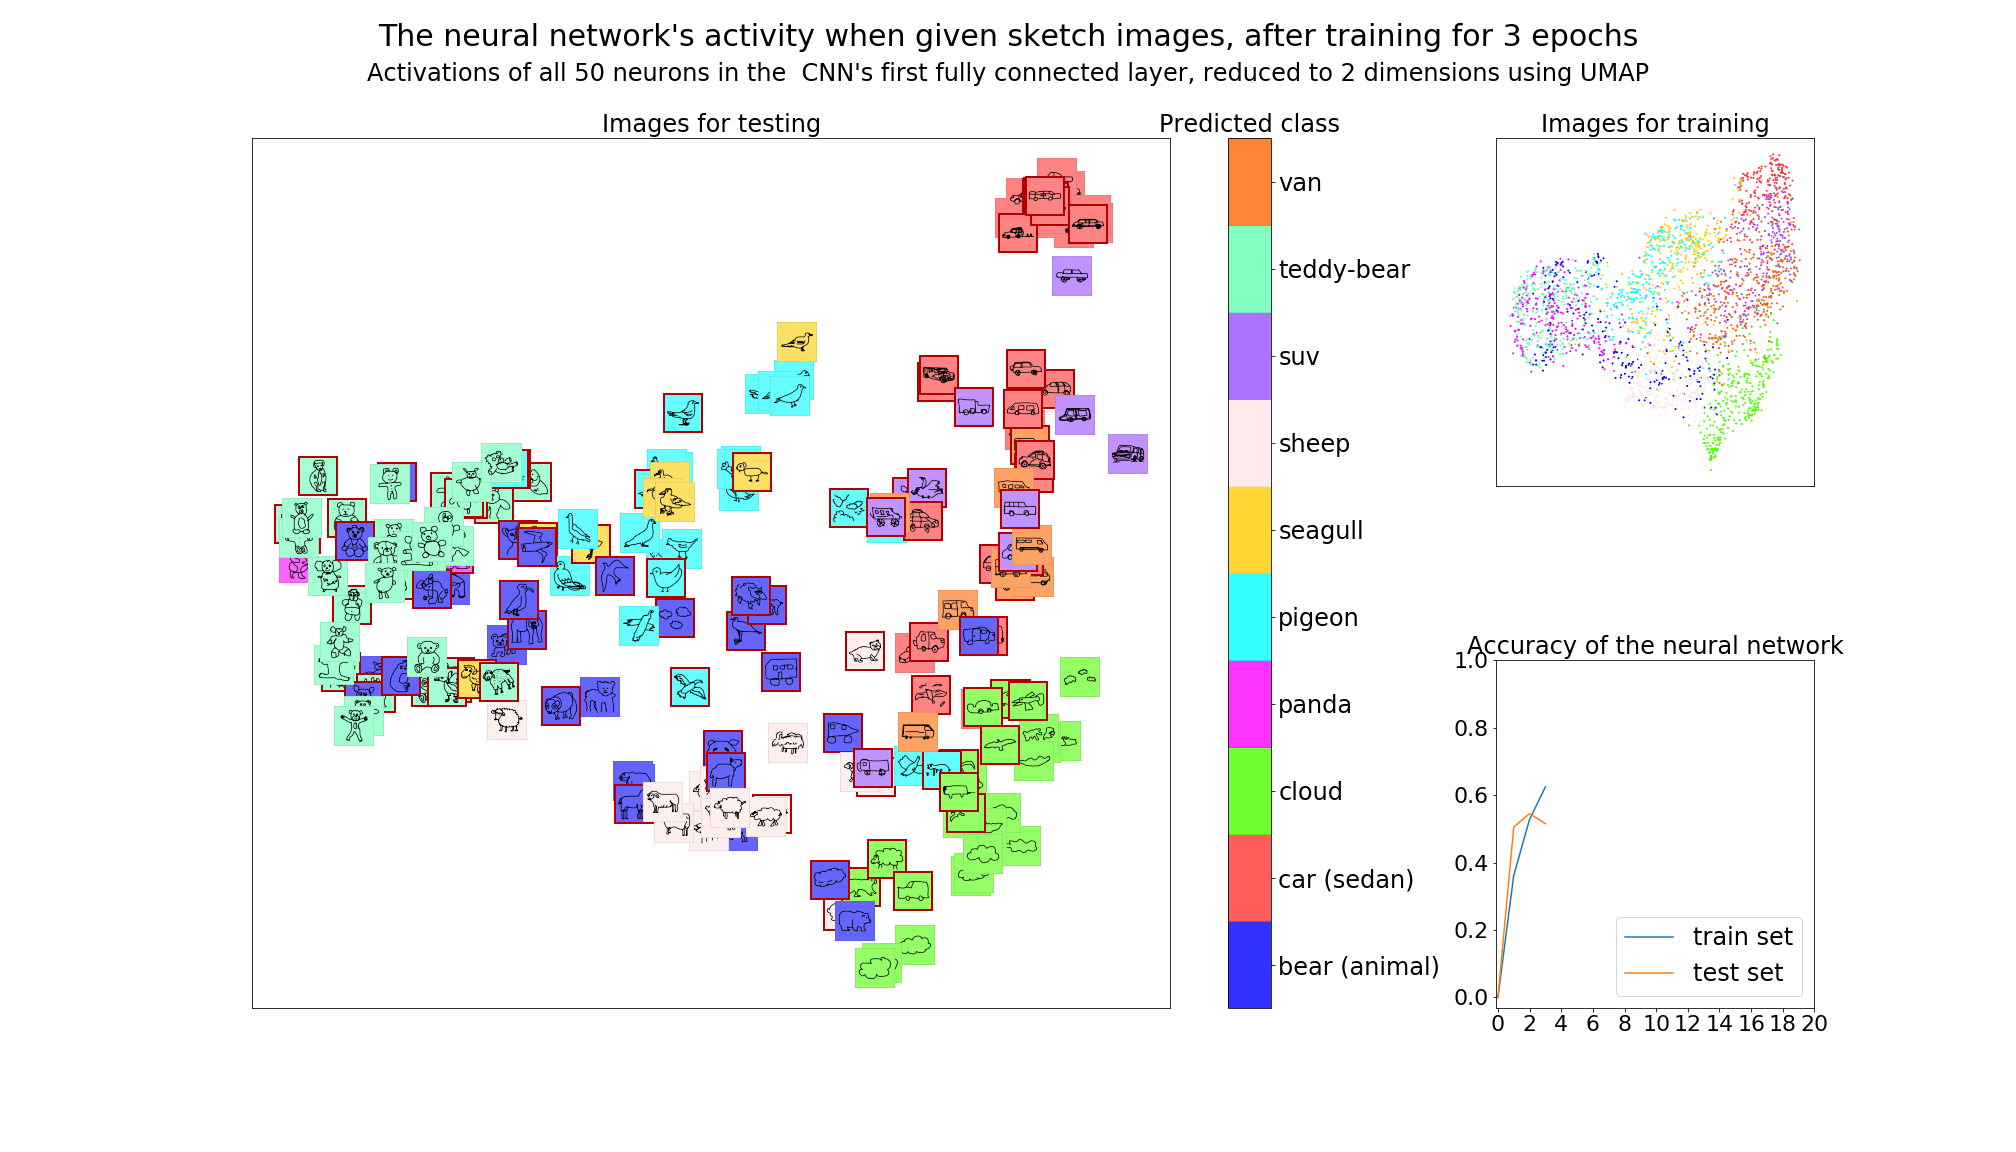 The neural network's activity when given sketch images, after training for 3 epochs
Activations of all 50 neurons in the  CNN's first fully connected layer, reduced to 2 dimensions using UMAP
Images for testing
Predicted class
van
teddy-bear
suv
sheep
seagull
pigeon
panda
cloud
car (sedan)
bear (animal)
Images for training
Accuracy of the neural network
1.0
0.8
0.6
0.4
0.2
0.0
train set
test set
0 2 4 6 8 10 12 14 16 18 20